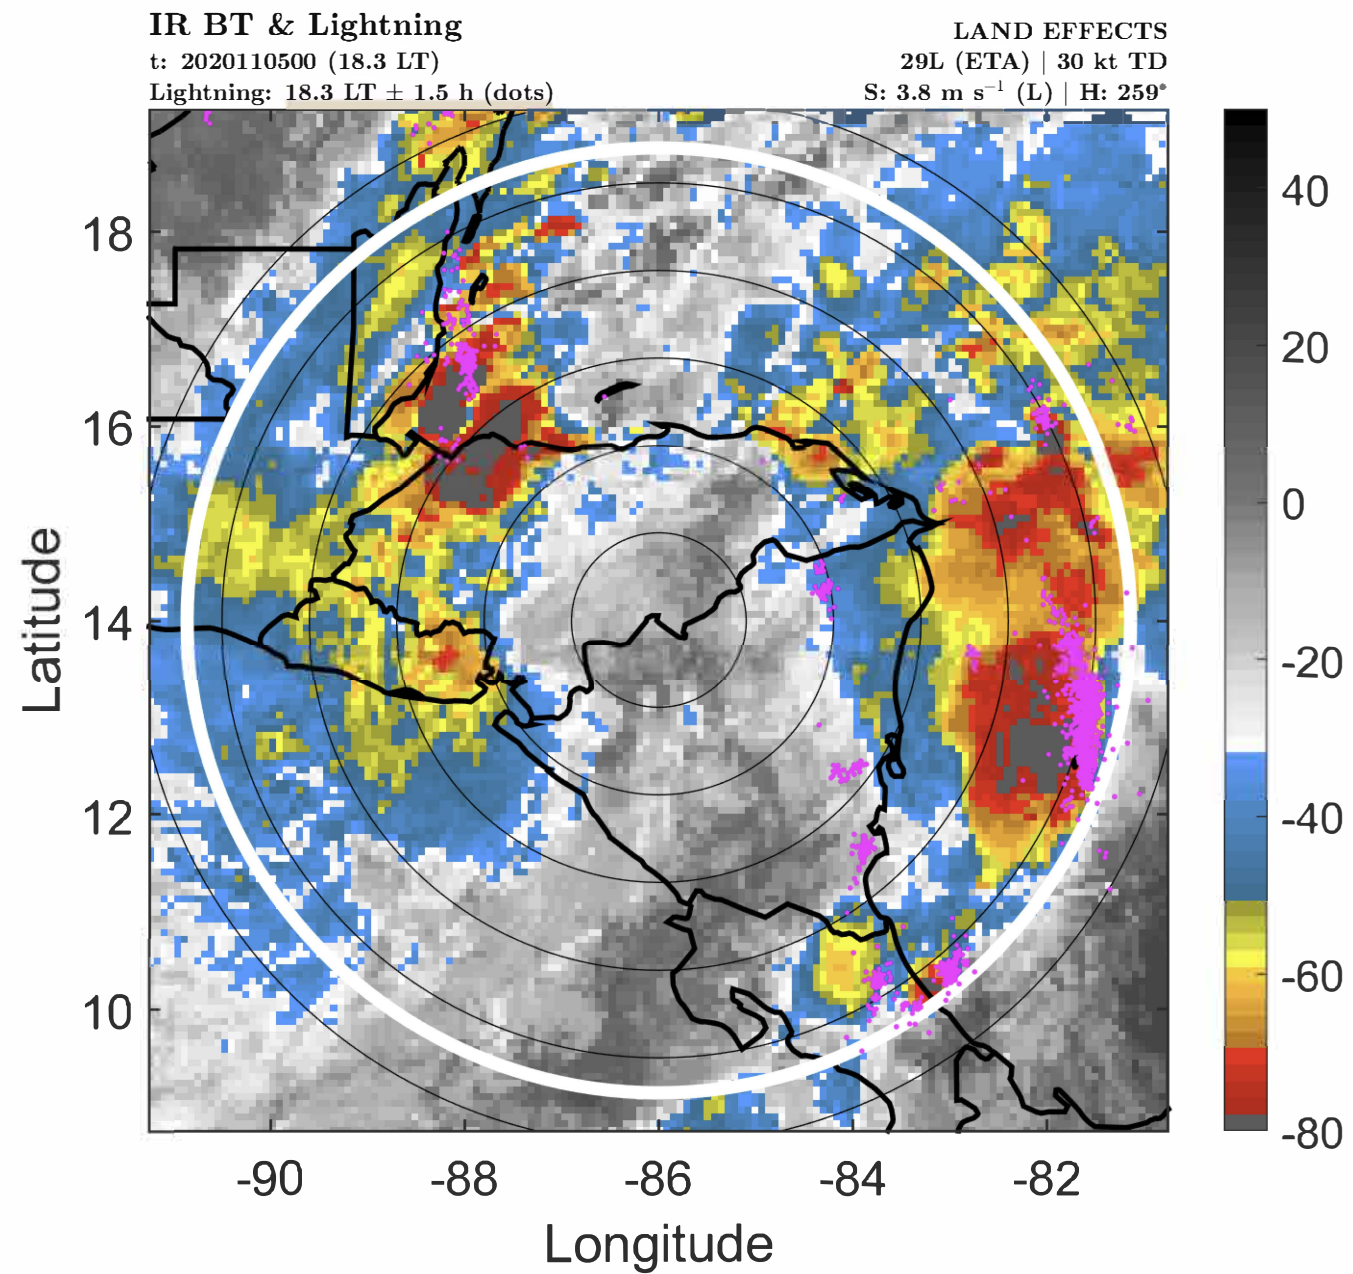 IR BT & Lightning
t: 2020110500 (18.3 LT)
Lightning: 18.3 LT ± 1.5 h (dots)
LAND EFFECTS
29L (ETA) | 30 kt TD
S: 3.8 m s⁻¹ (L) | H: 259°
18
16
14
12
10
Latitude
-90
-88
-86
-84
-82
Longitude
40
20
0
-20
-40
-60
-80